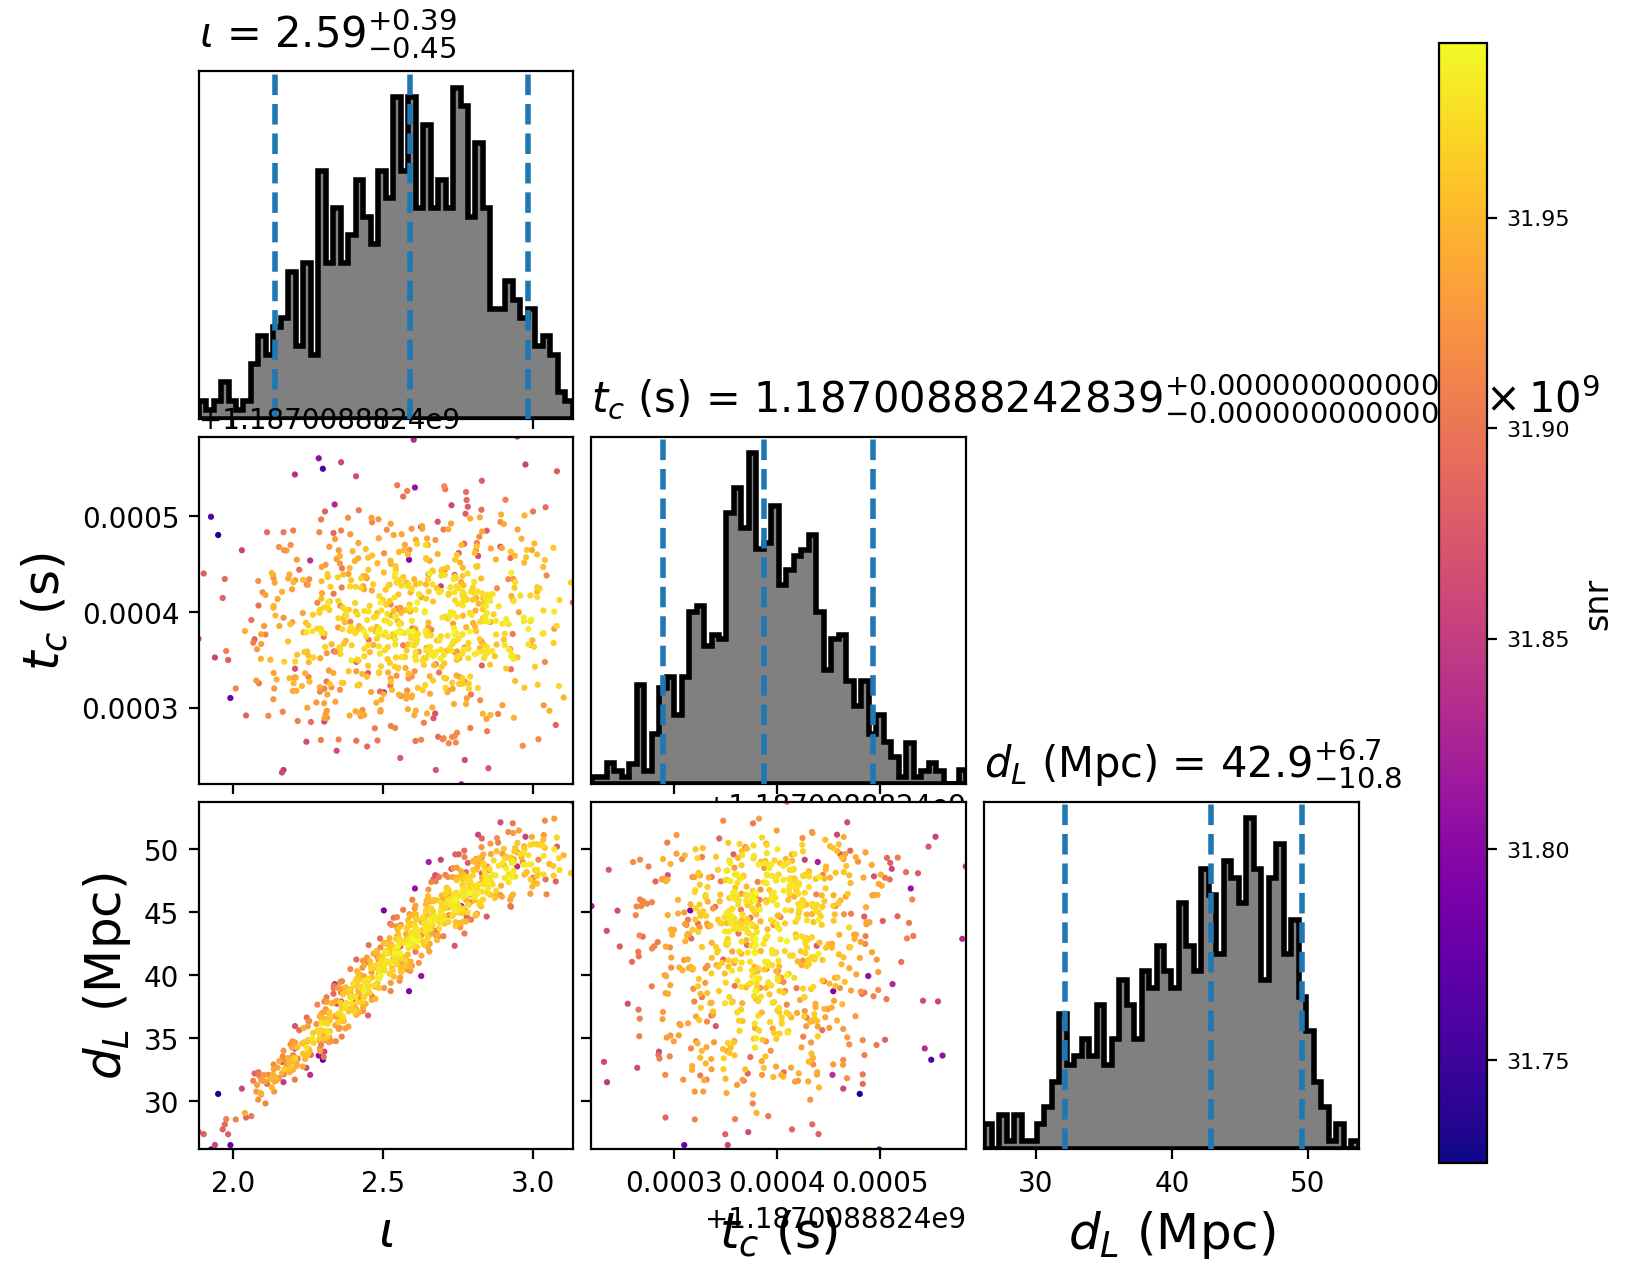 ι = 2.59 +0.39 −0.45
t_c (s) = 1.18700888242839 +0.000000000000 −0.000000000000 × 10^9
+1.1870088824e9
0.0005
0.0004
0.0003
t_c (s)
d_L (Mpc) = 42.9 +6.7 −10.8
50
45
40
35
30
d_L (Mpc)
2.0 2.5 3.0
ι
0.0003 0.0004 0.0005
+1.1870088824e9
t_c (s)
30 40 50
d_L (Mpc)
31.95
31.90
31.85
31.80
31.75
snr